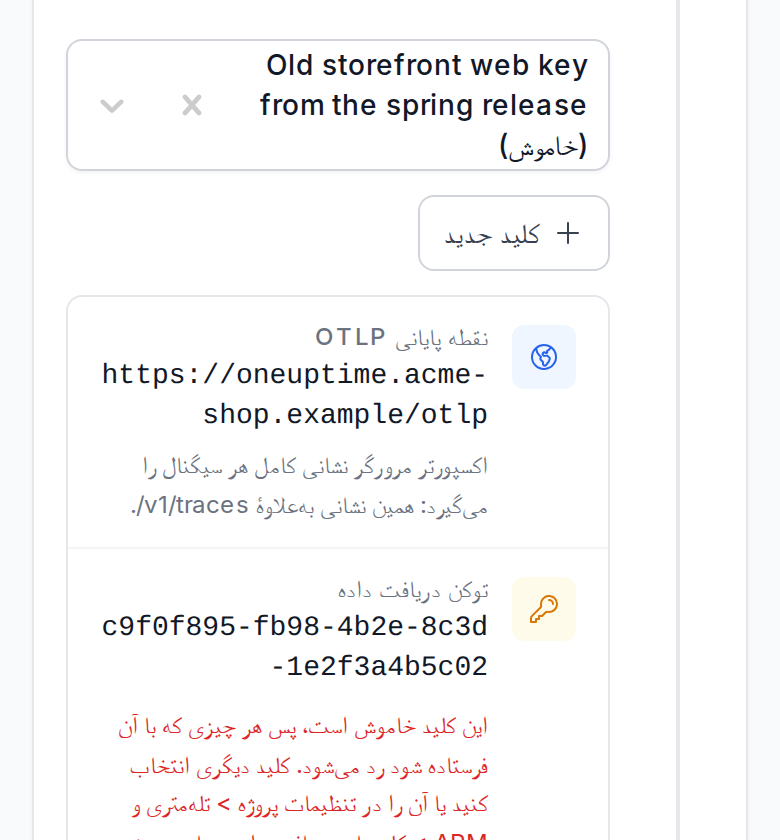 Old storefront web key
from the spring release
(خاموش)
کلید جدید
نقطه پایانی OTLP
https://oneuptime.acme-
shop.example/otlp
اکسپورتر مرورگر نشانی کامل هر سیگنال را
می‌گیرد: همین نشانی به‌علاوهٔ v1/traces/.
توکن دریافت داده
c9f0f895-fb98-4b2e-8c3d
-1e2f3a4b5c02
این کلید خاموش است، پس هر چیزی که با آن
فرستاده شود رد می‌شود. کلید دیگری انتخاب
کنید یا آن را در تنظیمات پروژه > تله‌متری و